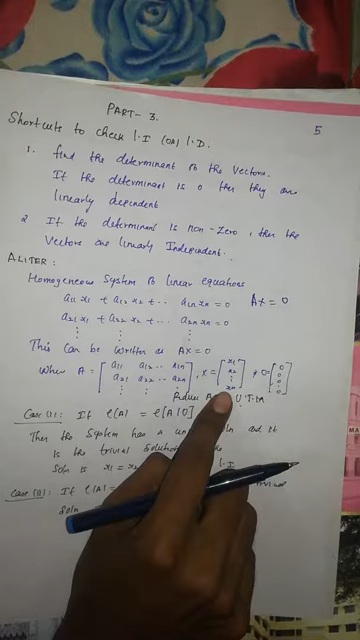 PART- 3.
5
Shortcuts to check l.I (OR) l.D.
1. find the determinant of the vectors.
If the determinant is 0 then they are
linearly dependent
2 If the determinant is non-zero, then the
vectors are linearly Independent.
ALITER:
Homogeneous System of linear equations
a11 x1 + a12 x2 + ... a1n xn = 0 Ax = 0
a21 x1 + a22 x2 + ... a2n xn = 0
⋮ ⋮ ⋮
This can be written as AX=0
When A = [a11 a12 ... a1n
a21 a22 ... a2n
⋮ ⋮ ⋮], X = [x1 x2 ⋮ xn] & 0 = [0 0 0 ⋮ 0]
Reduce U.T.M
Case (i): If ρ(A) = ρ[A|0]
Then the System has a and it
is the trivial Solution
Soln is x1 = l.I
Case (ii): If ρ(A) =
Soln